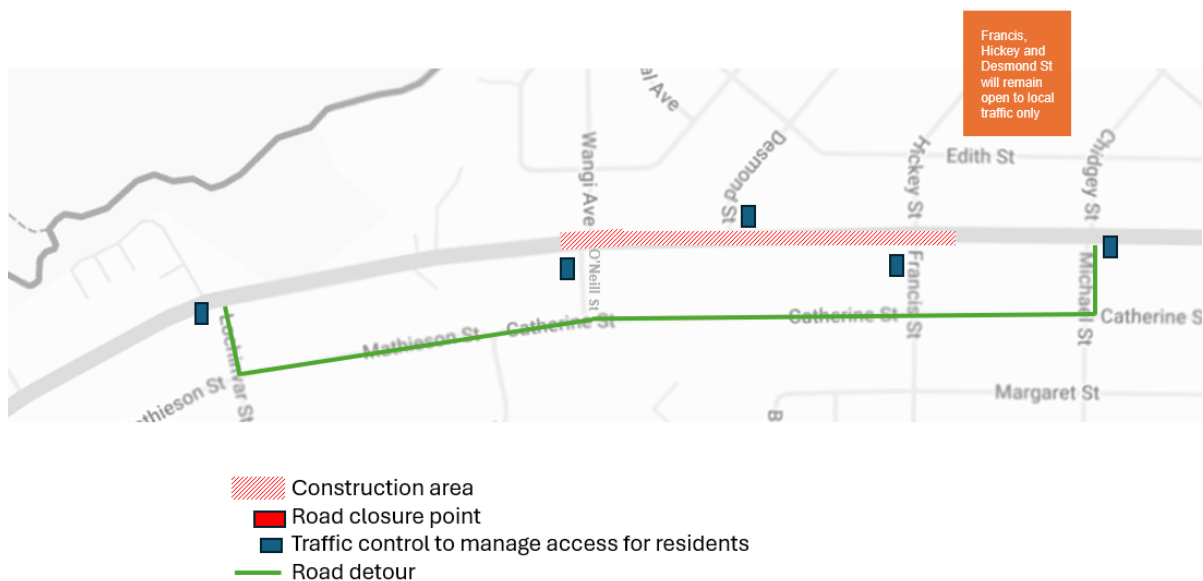 Francis,
Hickey and
Desmond St
will remain
open to local
traffic only
al Ave
Wangi Ave
Desmond St
Hickey St
Edith St
Chidgey St
O'Neill St
Francis St
Michael St
Lochinvar St
Mathieson St
Catherine St
Catherine St
Catherine S
athieson St
Margaret St
B
Construction area
Road closure point
Traffic control to manage access for residents
Road detour